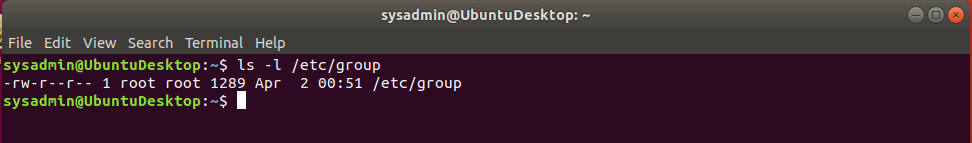 sysadmin@UbuntuDesktop: ~
File Edit View Search Terminal Help
sysadmin@UbuntuDesktop:~$ ls -l /etc/group
-rw-r--r-- 1 root root 1289 Apr  2 00:51 /etc/group
sysadmin@UbuntuDesktop:~$